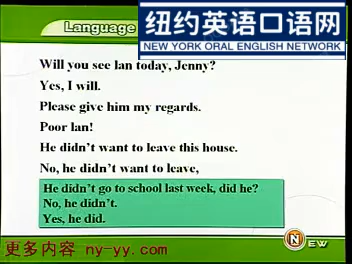 Language
纽约英语口语网
NEW YORK ORAL ENGLISH NETWORK
Will you see Ian today, Jenny?
Yes, I will.
Please give him my regards.
Poor Ian!
He didn't want to leave this house.
No, he didn't want to leave,
He didn't go to school last week, did he?
No, he didn't.
Yes, he did.
NEW
更多内容 ny-yy.com